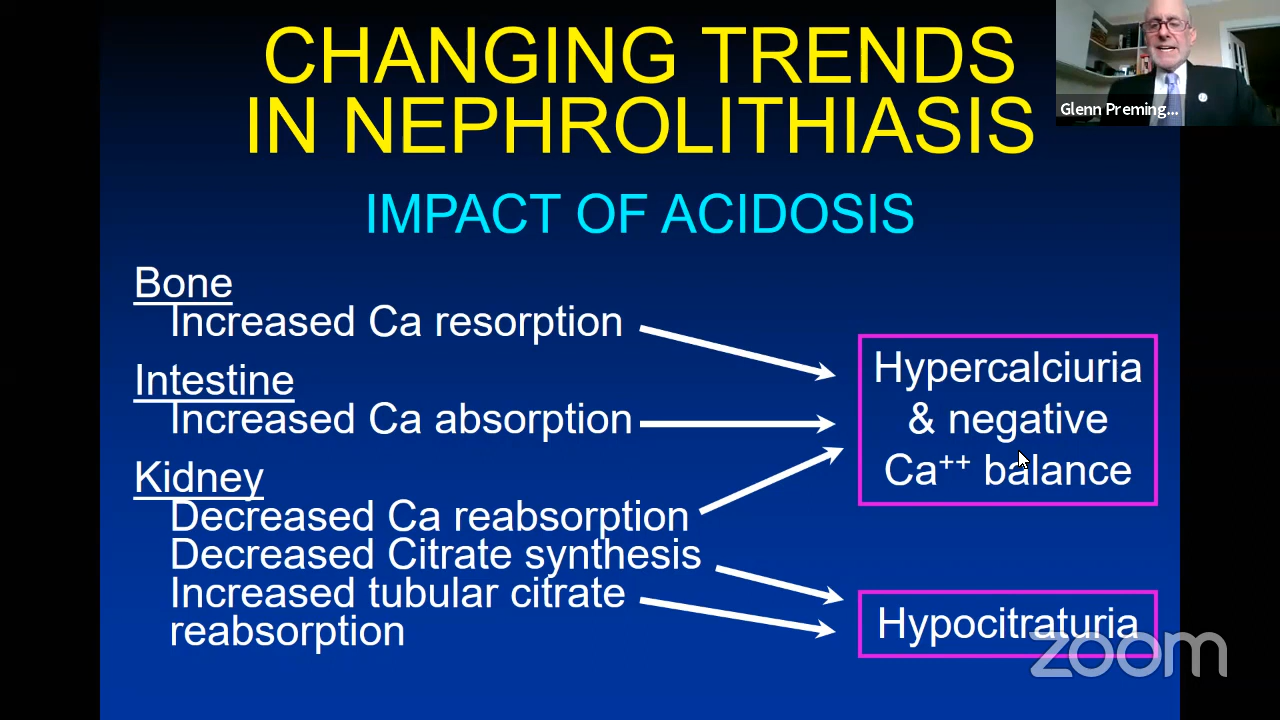 CHANGING TRENDS
IN NEPHROLITHIASIS
Glenn Preming...
IMPACT OF ACIDOSIS
Bone
Increased Ca resorption
Intestine
Increased Ca absorption
Kidney
Decreased Ca reabsorption
Decreased Citrate synthesis
Increased tubular citrate
reabsorption
Hypercalciuria
& negative
Ca⁺⁺ balance
Hypocitraturia
zoom